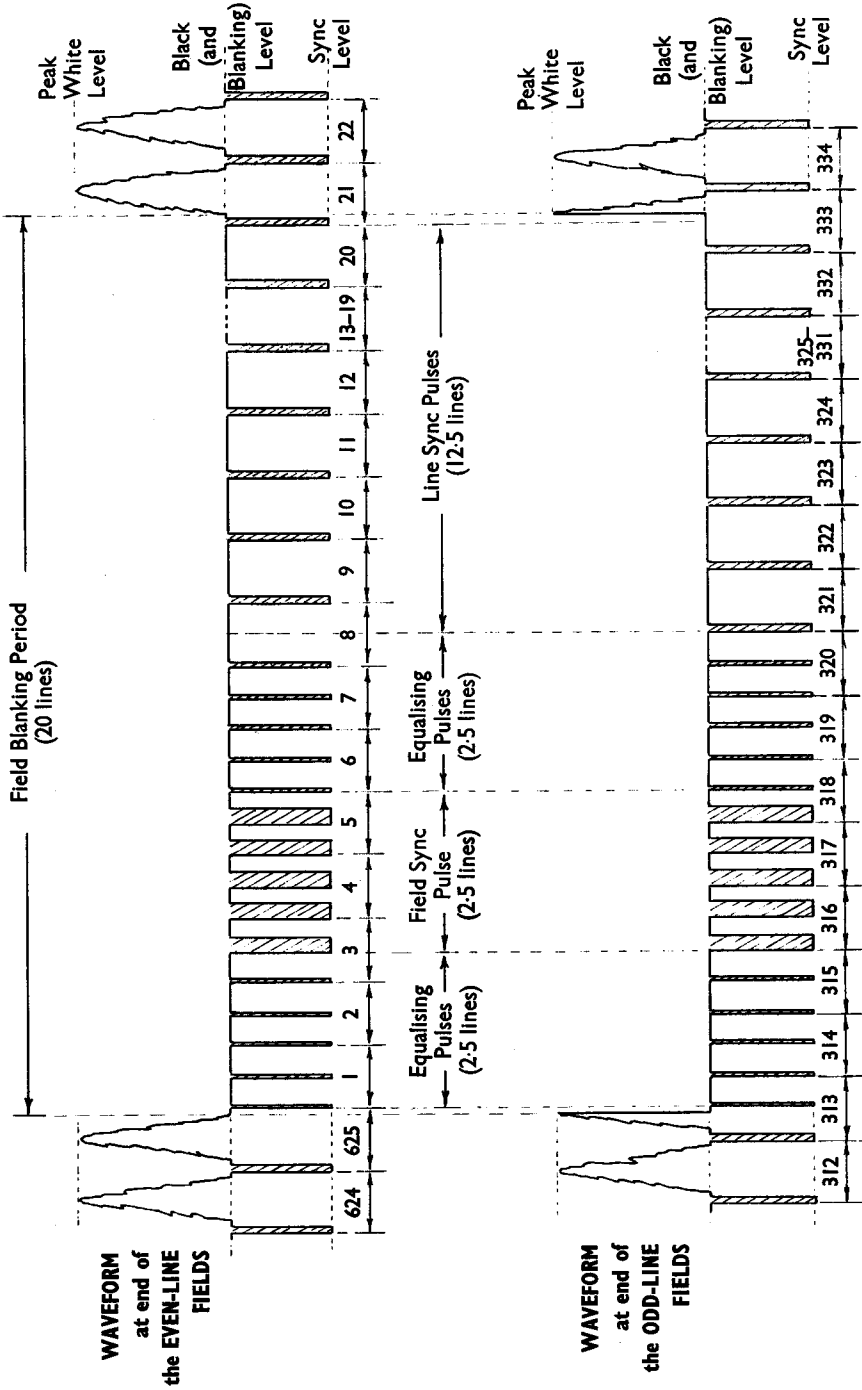 WAVEFORM
at end of
the EVEN-LINE
FIELDS
Field Blanking Period
(20 lines)
Peak
White
Level
Black
(and
Blanking)
Level
Sync
Level
624
625
1
2
3
4
5
6
7
8
9
10
11
12
13–19
20
21
22
Equalising
Pulses
(2·5 lines)
Field Sync
Pulse
(2·5 lines)
Equalising
Pulses
(2·5 lines)
Line Sync Pulses
(12·5 lines)
WAVEFORM
at end of
the ODD-LINE
FIELDS
Peak
White
Level
Black
(and
Blanking)
Level
Sync
Level
312
313
314
315
316
317
318
319
320
321
322
323
324
325–
331
332
333
334